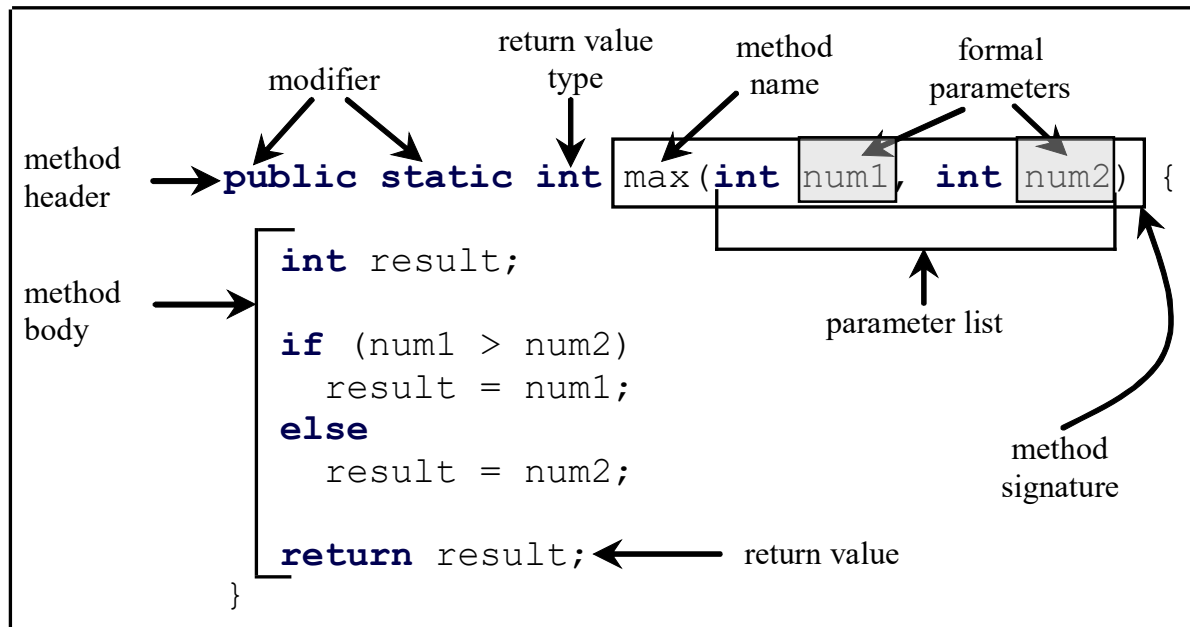 return value
type
method
name
formal
parameters
modifier
method
header
public static int max(int num1, int num2) {
int result;
method
body
parameter list
if (num1 > num2)
result = num1;
else
result = num2;
method
signature
return result;
return value
}